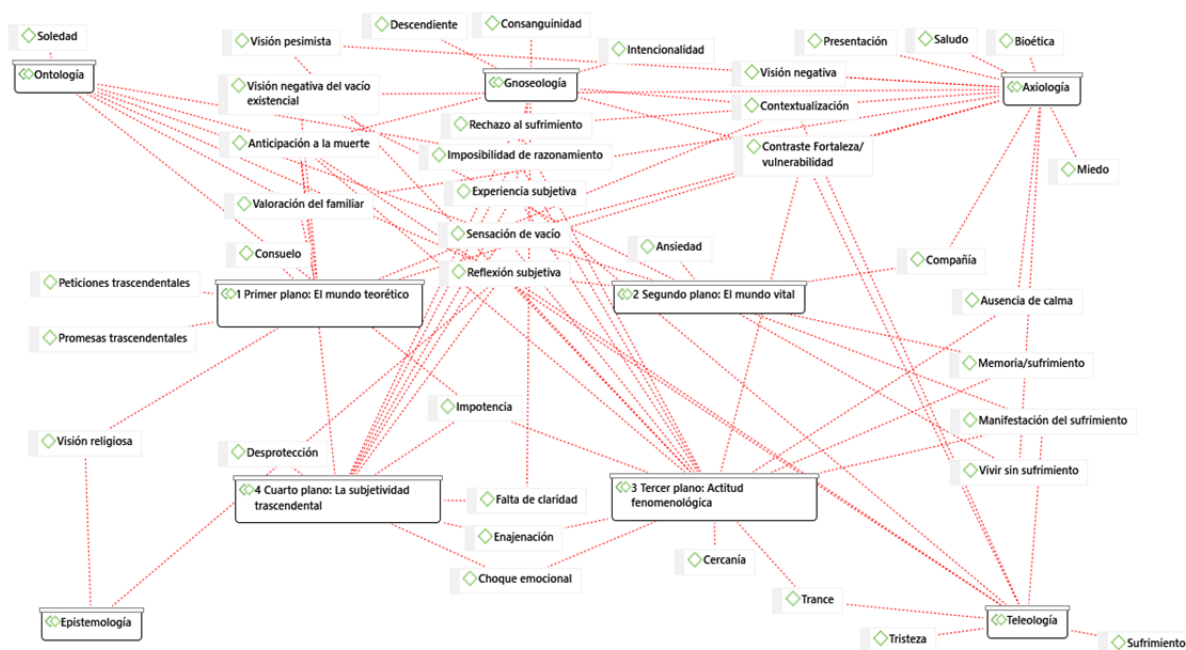 Descendiente
Consanguinidad
Soledad
Visión pesimista
Intencionalidad
Presentación
Saludo
Bioética
Ontología
Gnoseología
Visión negativa
Axiología
Visión negativa del vacío
existencial
Contextualización
Rechazo al sufrimiento
Anticipación a la muerte
Imposibilidad de razonamiento
Contraste Fortaleza/
vulnerabilidad
Miedo
Experiencia subjetiva
Valoración del familiar
Sensación de vacío
Consuelo
Ansiedad
Compañía
Reflexión subjetiva
Peticiones trascendentales
1 Primer plano: El mundo teorético
2 Segundo plano: El mundo vital
Ausencia de calma
Promesas trascendentales
Memoria/sufrimiento
Impotencia
Manifestación del sufrimiento
Visión religiosa
Desprotección
Vivir sin sufrimiento
4 Cuarto plano: La subjetividad
trascendental
3 Tercer plano: Actitud
fenomenológica
Falta de claridad
Enajenación
Cercanía
Choque emocional
Trance
Epistemología
Teleología
Tristeza
Sufrimiento